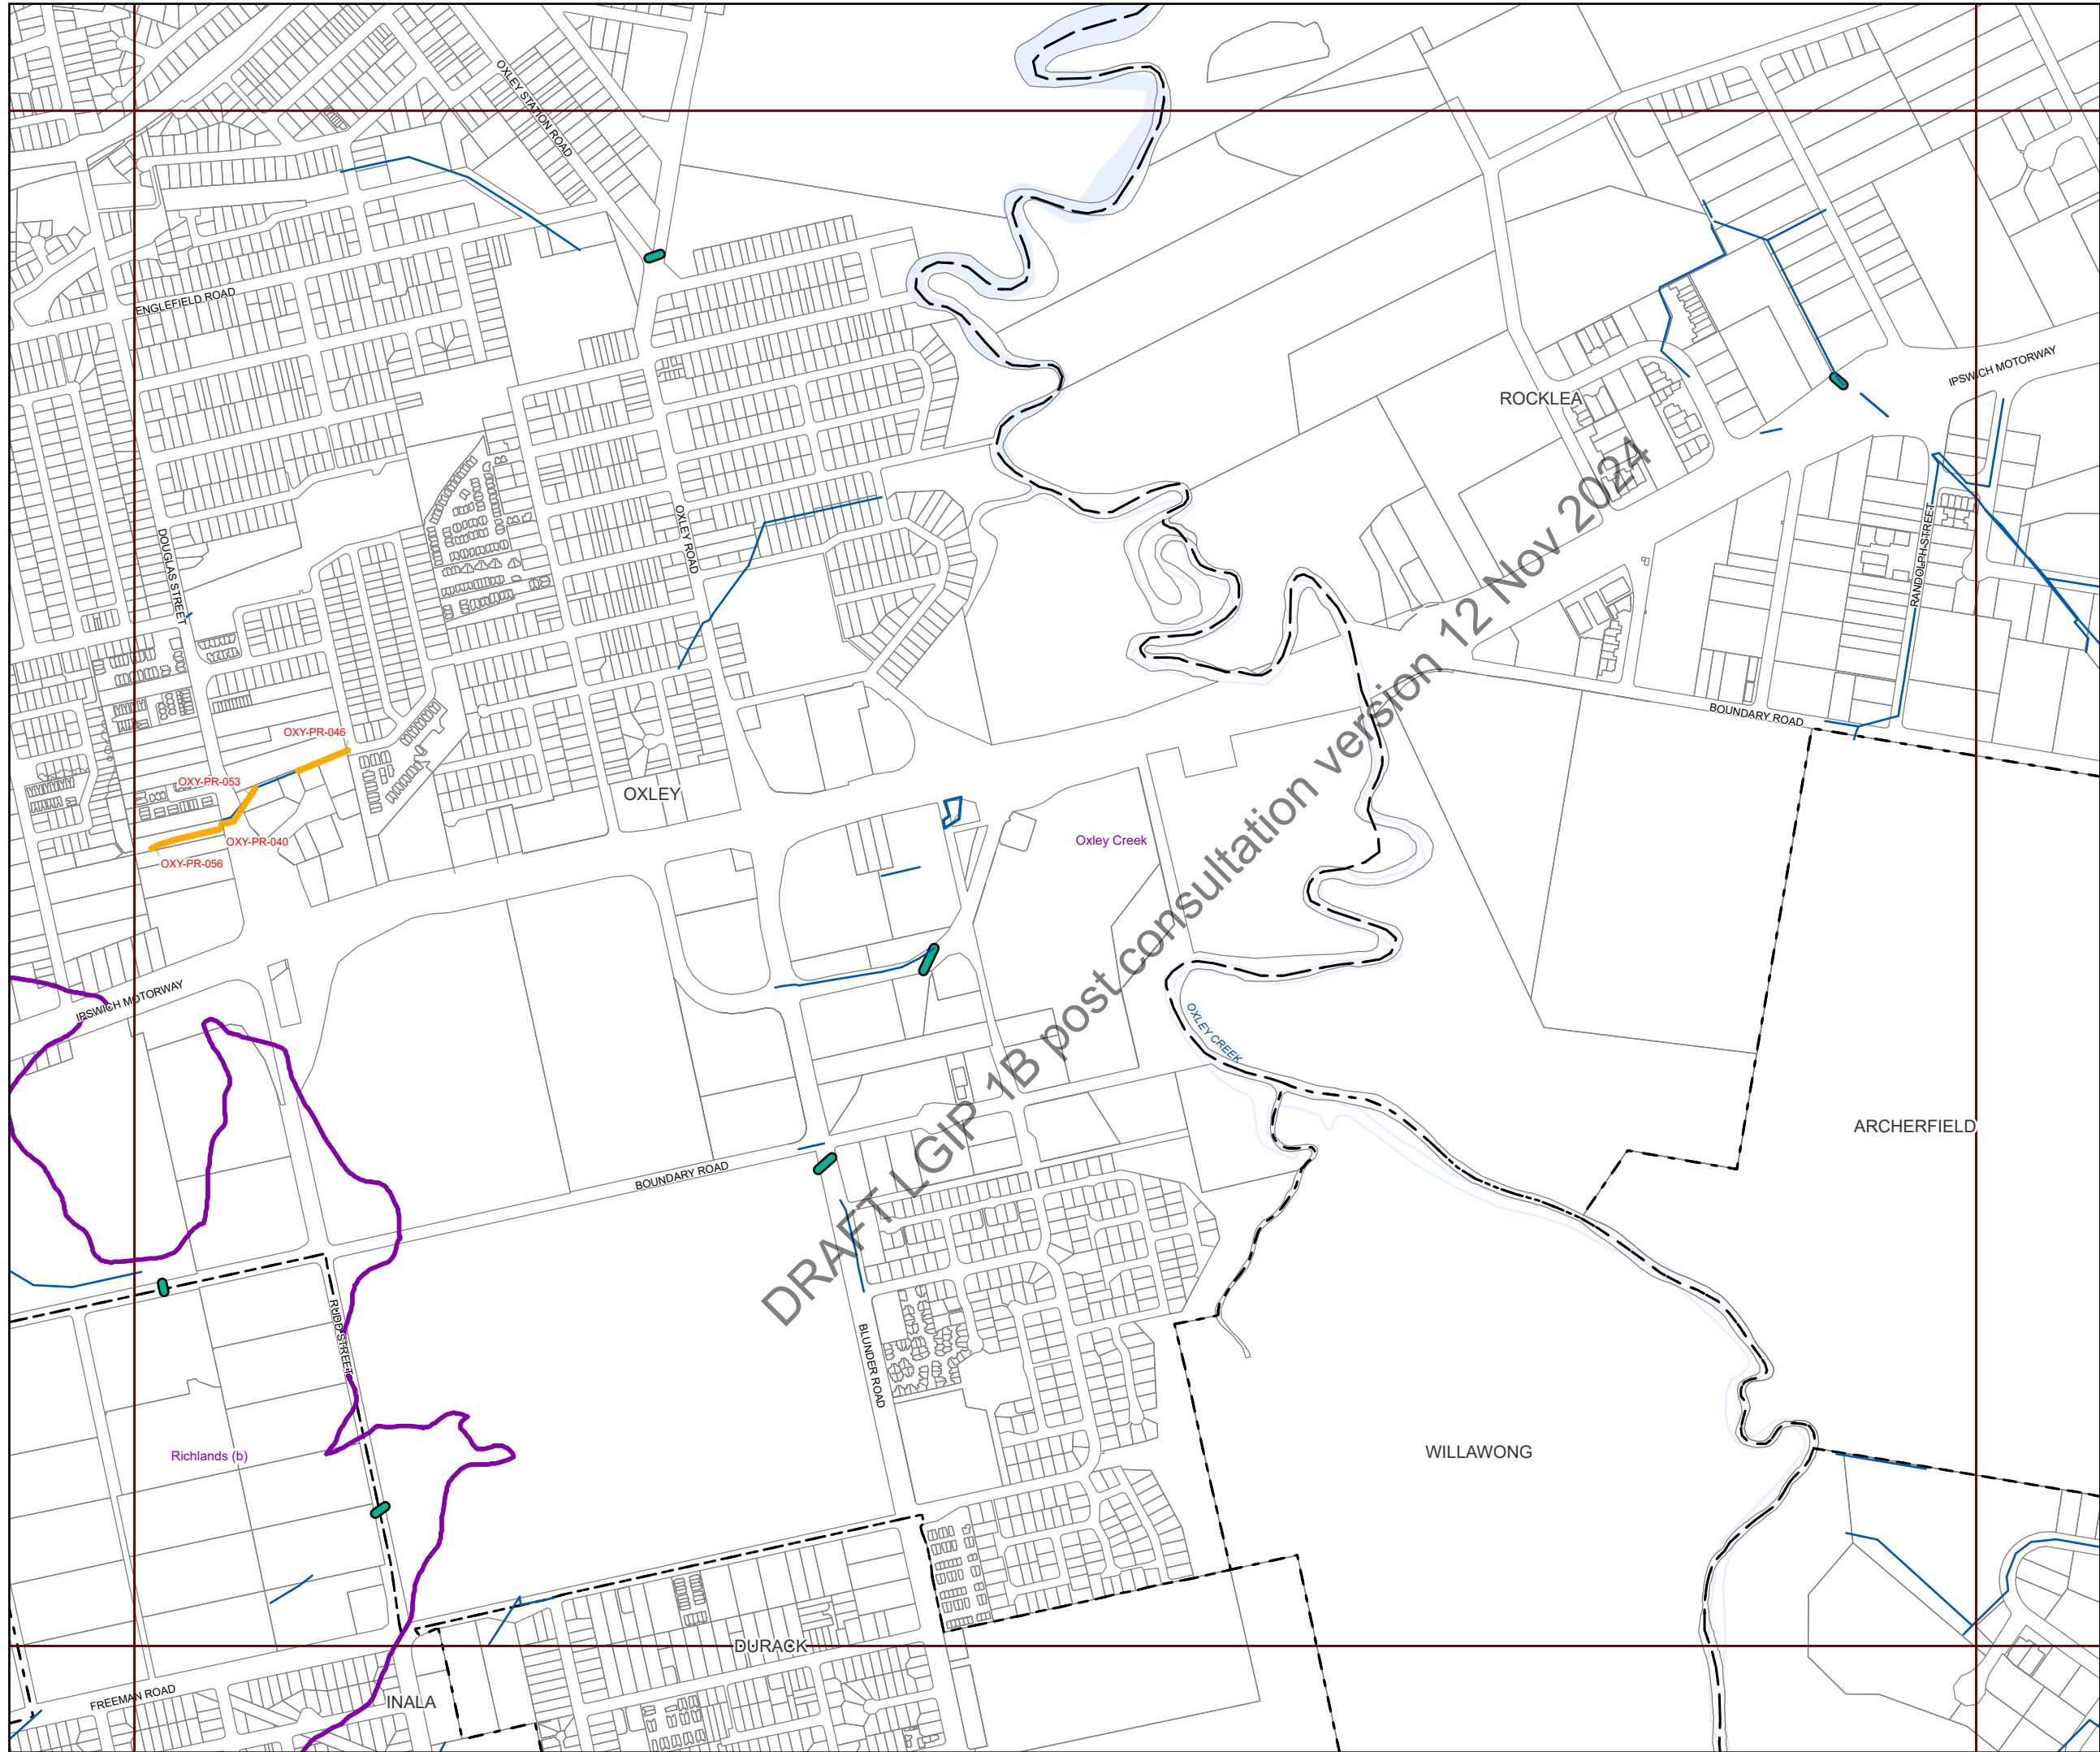 OXLEY STATION ROAD
ENGLEFIELD ROAD
IPSWICH MOTORWAY
ROCKLEA
DOUGLAS STREET
OXLEY ROAD
RANDOLPH STREET
BOUNDARY ROAD
OXY-PR-046
OXY-PR-053
OXLEY
OXY-PR-040
OXY-PR-056
Oxley Creek
IPSWICH MOTORWAY
OXLEY CREEK
DRAFT LGIP 1B post consultation version 12 Nov 2024
ARCHERFIELD
BOUNDARY ROAD
RUDD STREET
BLUNDER ROAD
Richlands (b)
WILLAWONG
DURACK
FREEMAN ROAD
INALA